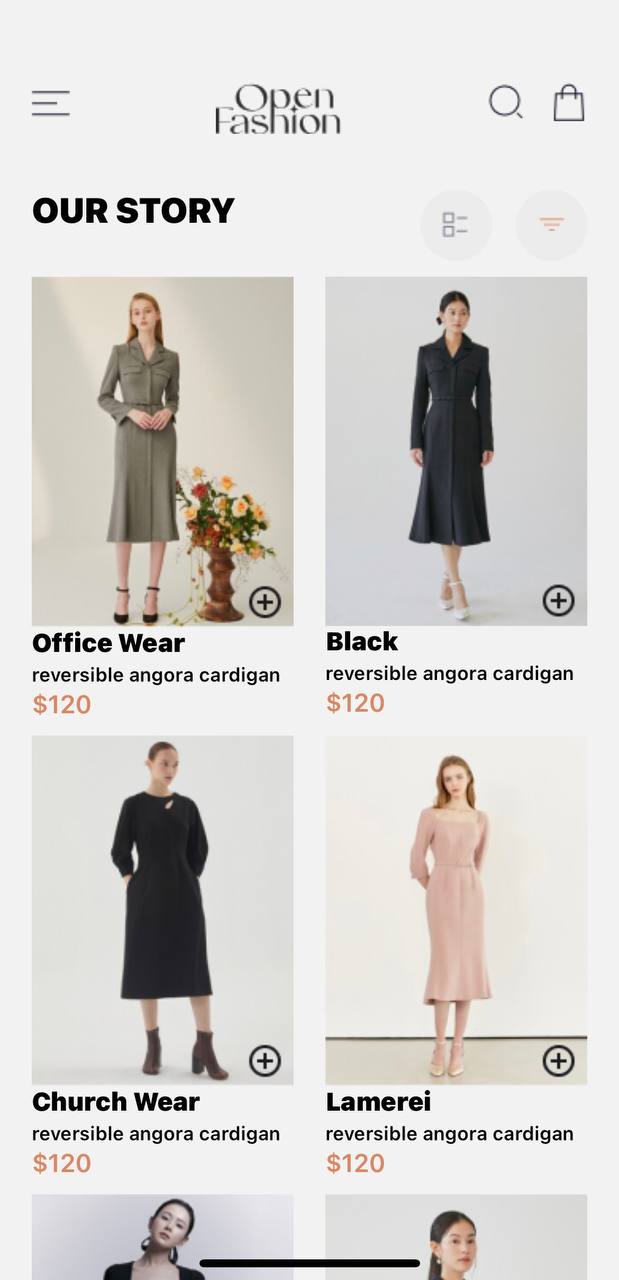 Open
Fashion
OUR STORY
Office Wear
reversible angora cardigan
$120
Black
reversible angora cardigan
$120
Church Wear
reversible angora cardigan
$120
Lamerei
reversible angora cardigan
$120